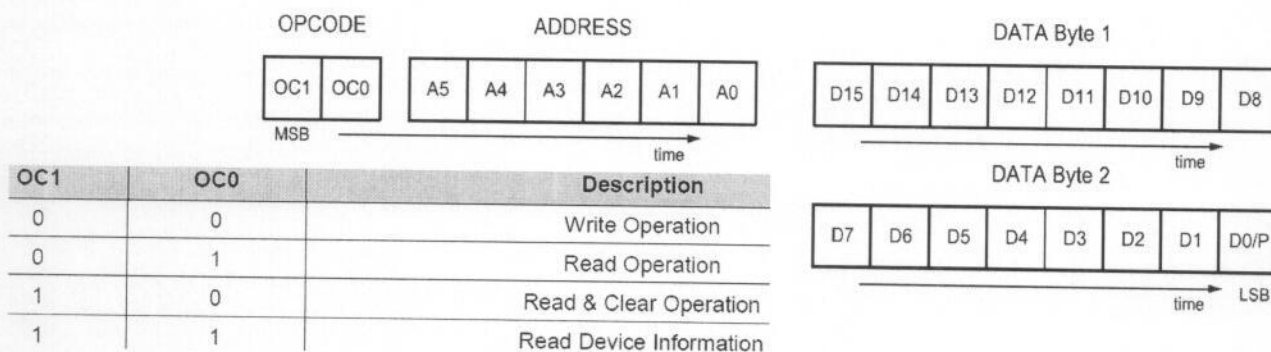 OPCODE ADDRESS
OC1 OC0 A5 A4 A3 A2 A1 A0
MSB
time
OC1 OC0 Description
0 0 Write Operation
0 1 Read Operation
1 0 Read & Clear Operation
1 1 Read Device Information
DATA Byte 1
D15 D14 D13 D12 D11 D10 D9 D8
time
DATA Byte 2
D7 D6 D5 D4 D3 D2 D1 D0/P
time LSB